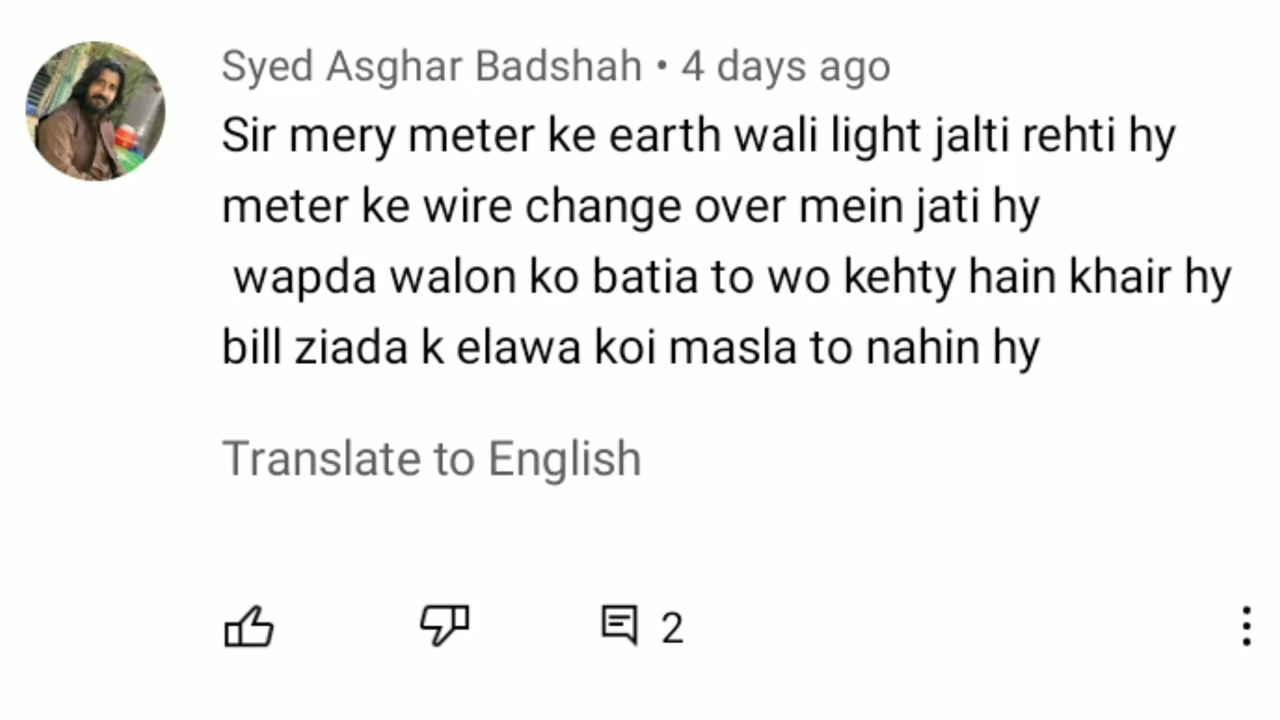 Syed Asghar Badshah • 4 days ago
Sir mery meter ke earth wali light jalti rehti hy
meter ke wire change over mein jati hy
wapda walon ko batia to wo kehty hain khair hy
bill ziada k elawa koi masla to nahin hy
Translate to English
2